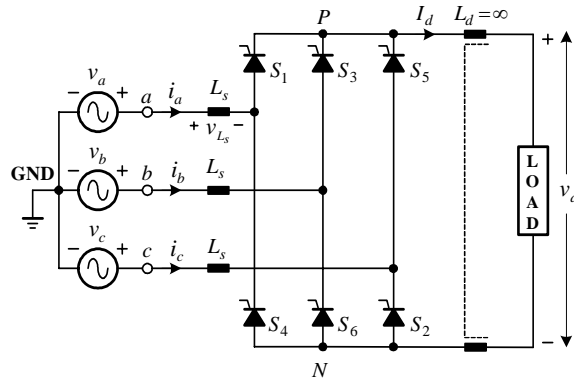 P
I_d
L_d = ∞
S_1
S_3
S_5
+
v_a
i_a
L_s
− +
a
+ v_{L_s} −
GND
v_b
i_b
L_s
− +
b
LOAD
v_d
v_c
i_c
L_s
− +
c
S_4
S_6
S_2
−
N